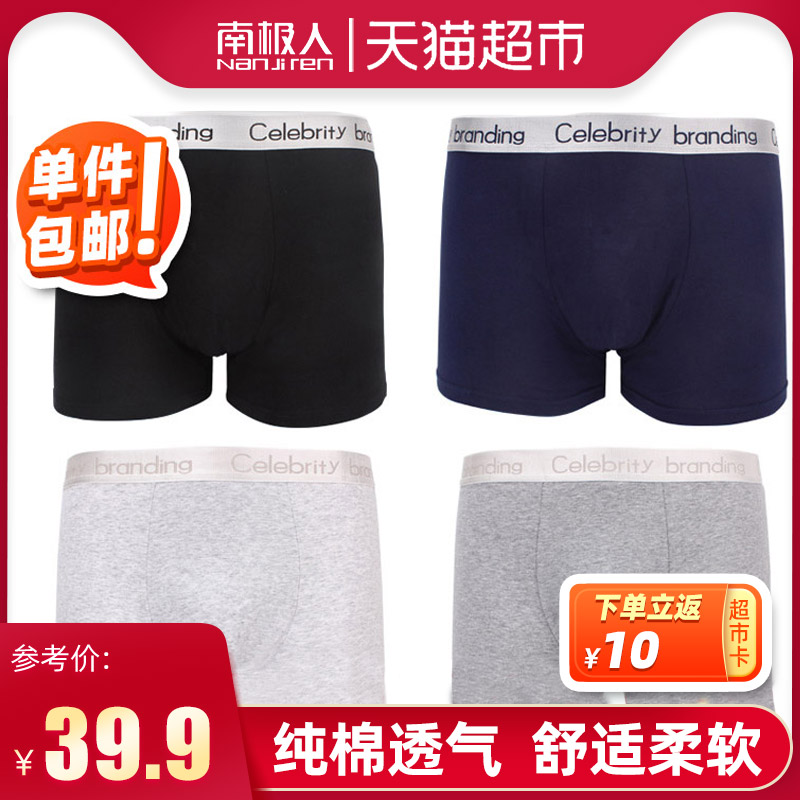 南极人 天猫超市
Nanjiren
单件
包邮!
branding Celebrity
branding Celebrity branding
branding Celebrity
Celebrity branding
下单立返
¥10
超市卡
参考价:
¥39.9
纯棉透气 舒适柔软